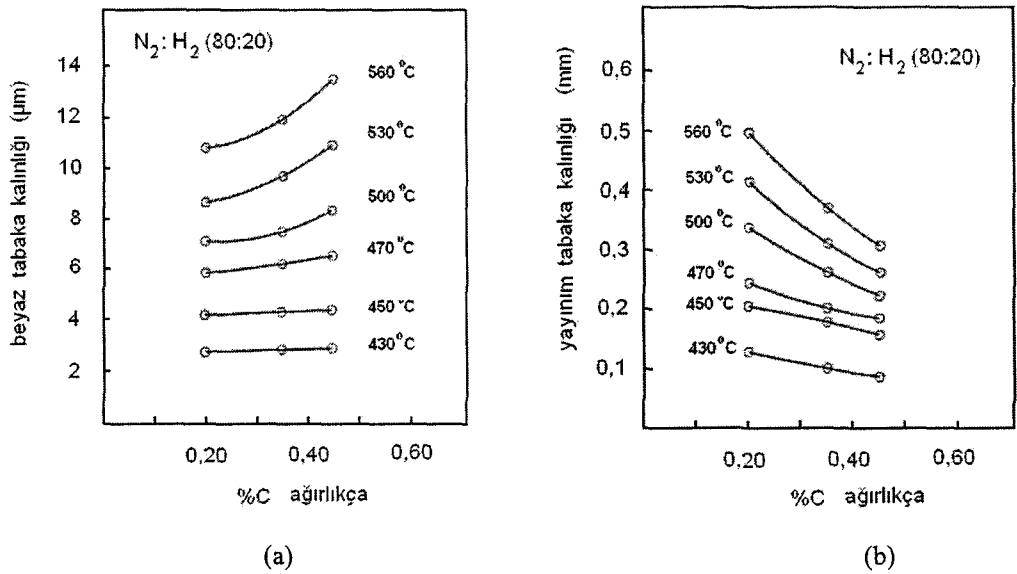 N₂: H₂ (80:20)
beyaz tabaka kalınlığı (µm)
14
12
10
8
6
4
2
560 °C
530 °C
500 °C
470 °C
450 °C
430 °C
0,20 0,40 0,60
%C ağırlıkça
(a)
N₂: H₂ (80:20)
yayınım tabaka kalınlığı (mm)
0,6
0,5
0,4
0,3
0,2
0,1
560 °C
530 °C
500 °C
470 °C
450 °C
430 °C
0,20 0,40 0,60
%C ağırlıkça
(b)